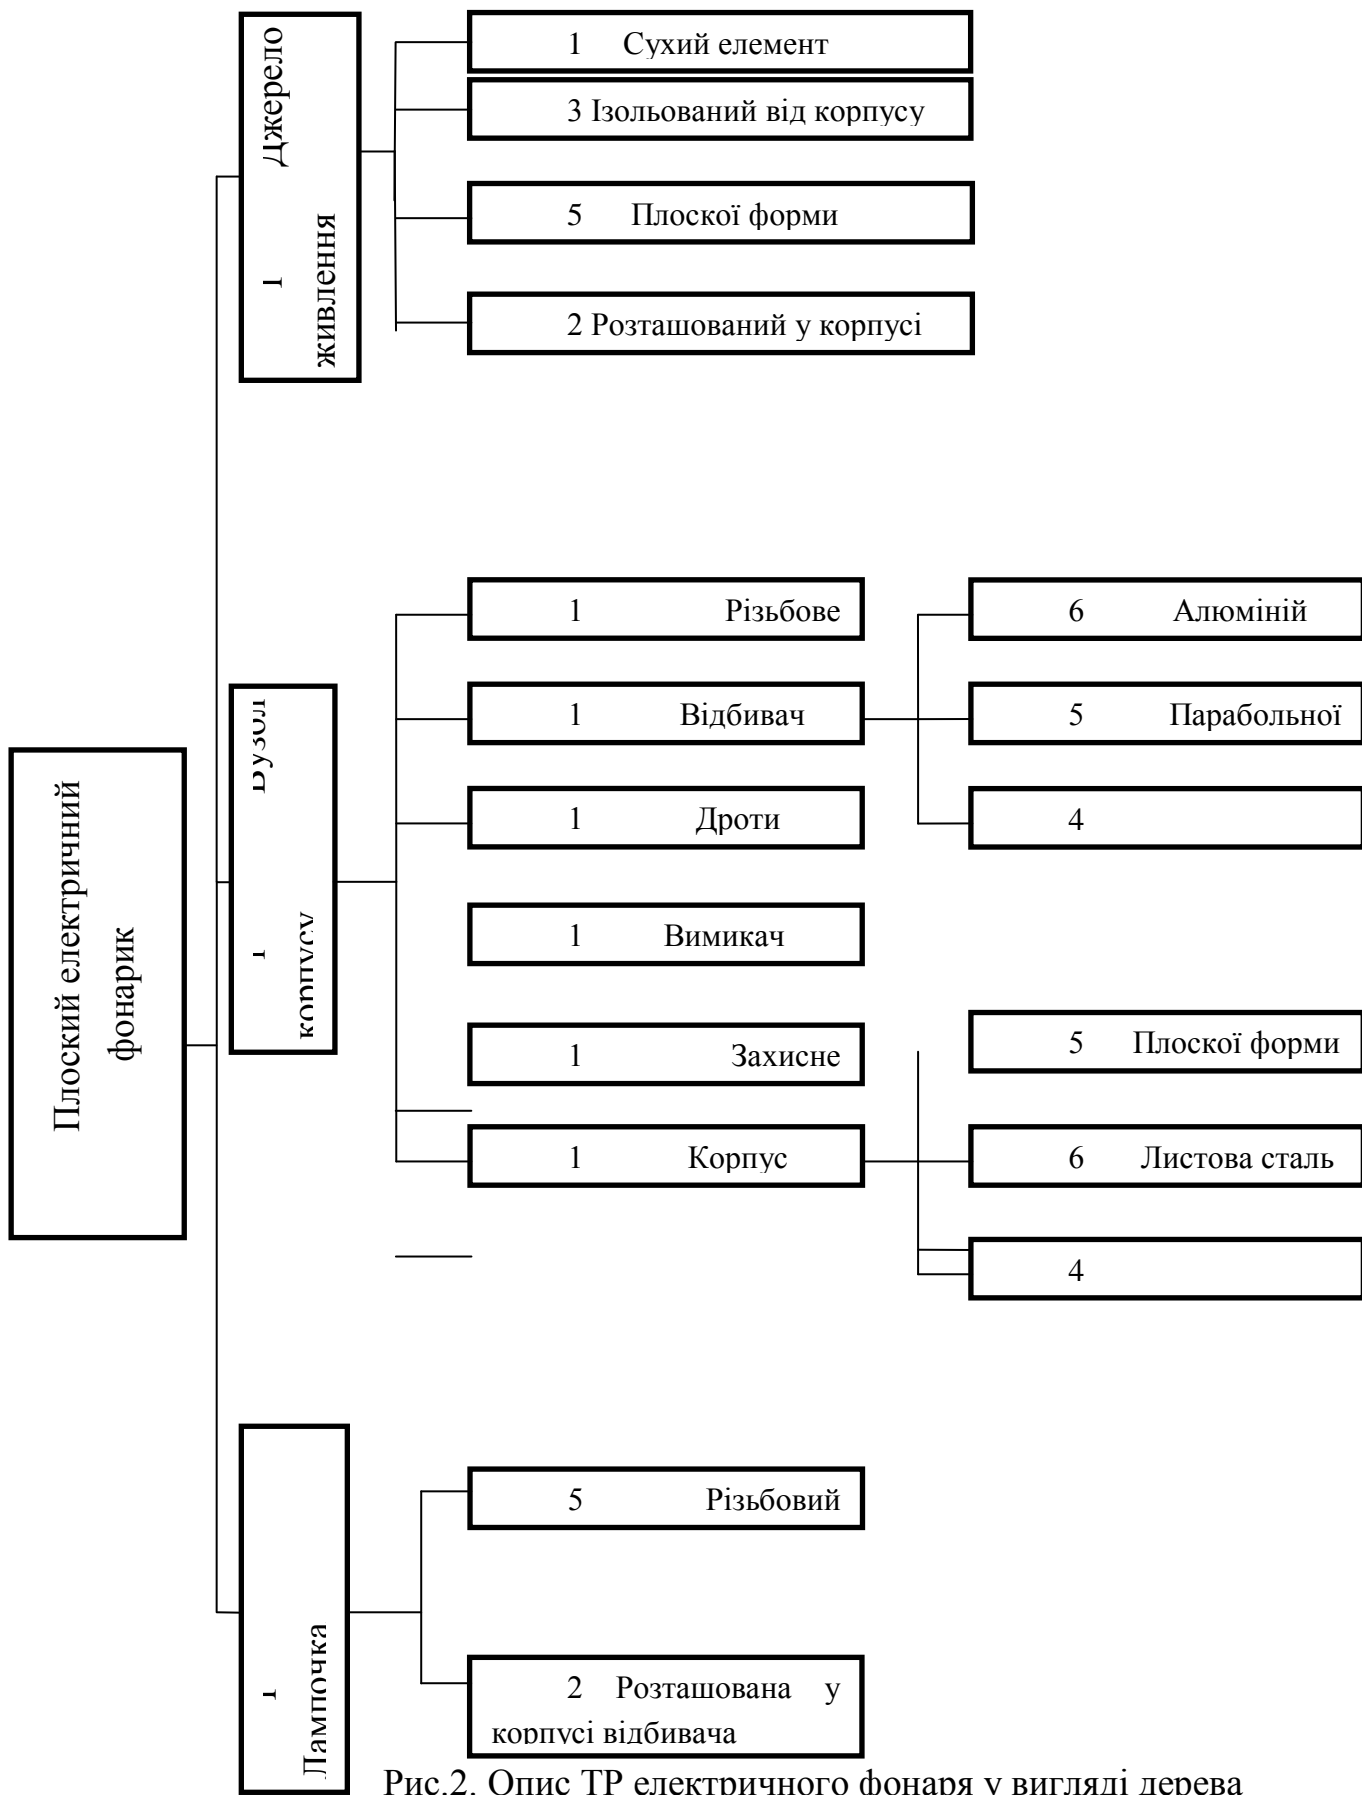 Плоский електричний
фонарик
1 Джерело
живлення
1 Сухий елемент
3 Ізольований від корпусу
5 Плоскої форми
2 Розташований у корпусі
1 Вузол
корпусу
1 Різьбове
1 Відбивач
1 Дроти
1 Вимикач
1 Захисне
1 Корпус
6 Алюміній
5 Парабольної
4
5 Плоскої форми
6 Листова сталь
4
1
Лампочка
5 Різьбовий
2 Розташована у
корпусі відбивача
Рис.2. Опис ТР електричного фонаря у вигляді дерева